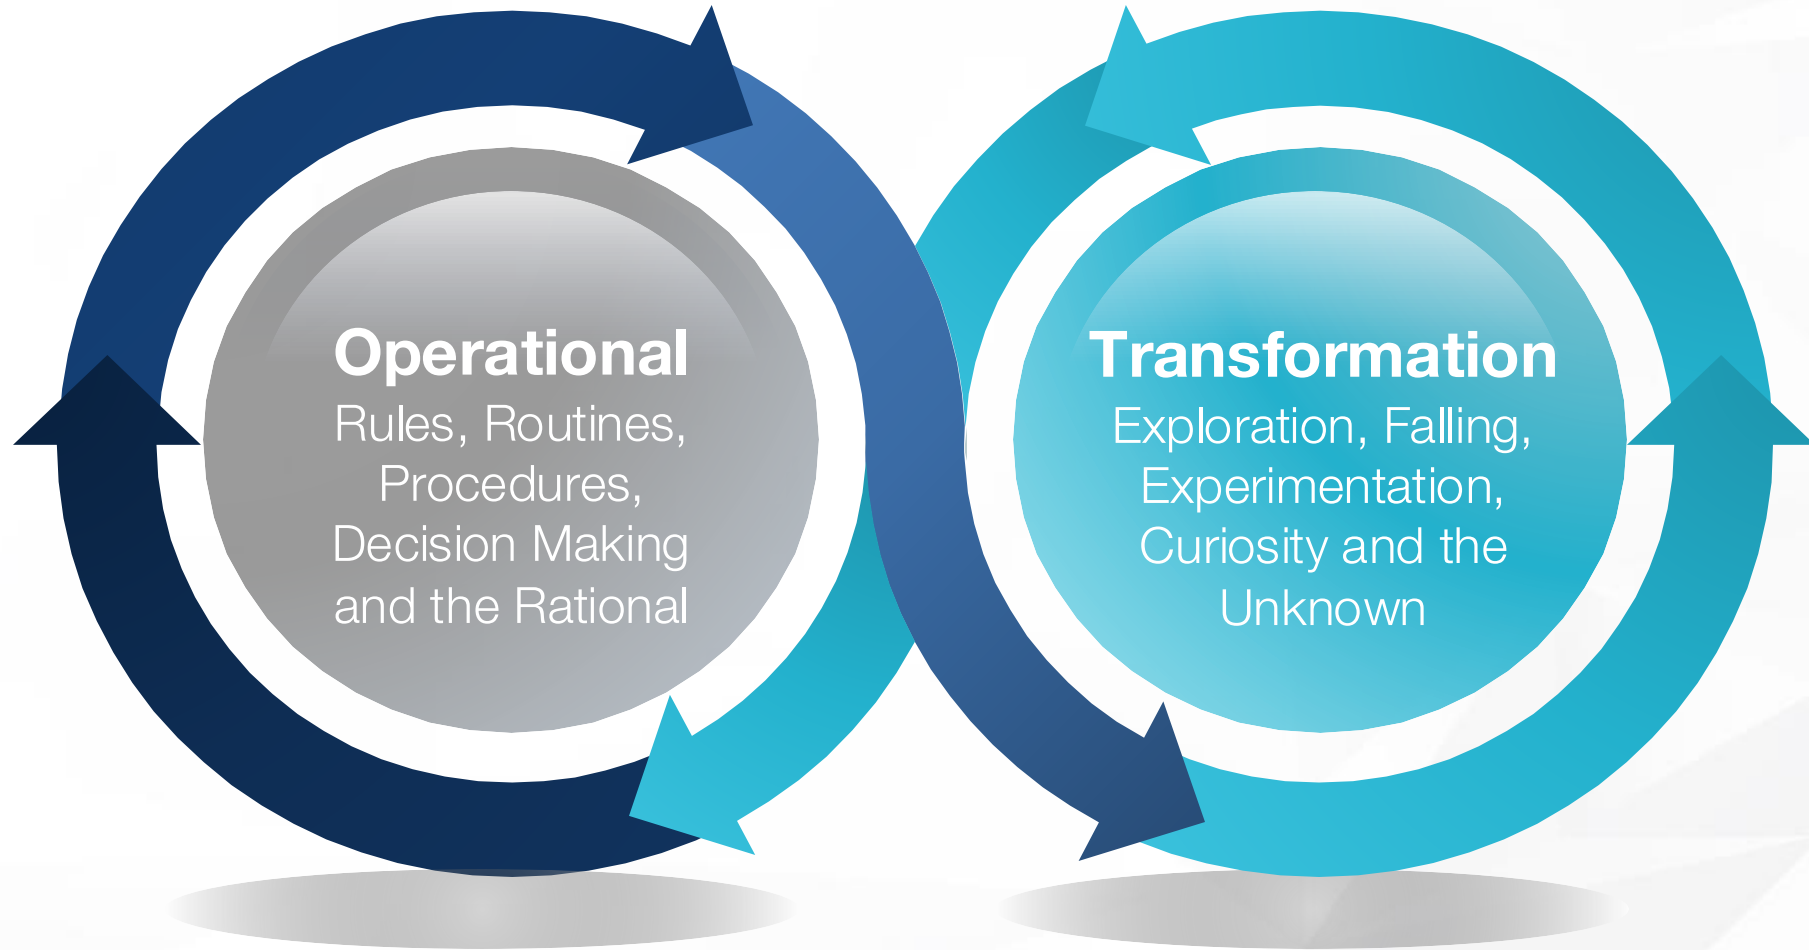 Operational
Rules, Routines,
Procedures,
Decision Making
and the Rational
Transformation
Exploration, Falling,
Experimentation,
Curiosity and the
Unknown